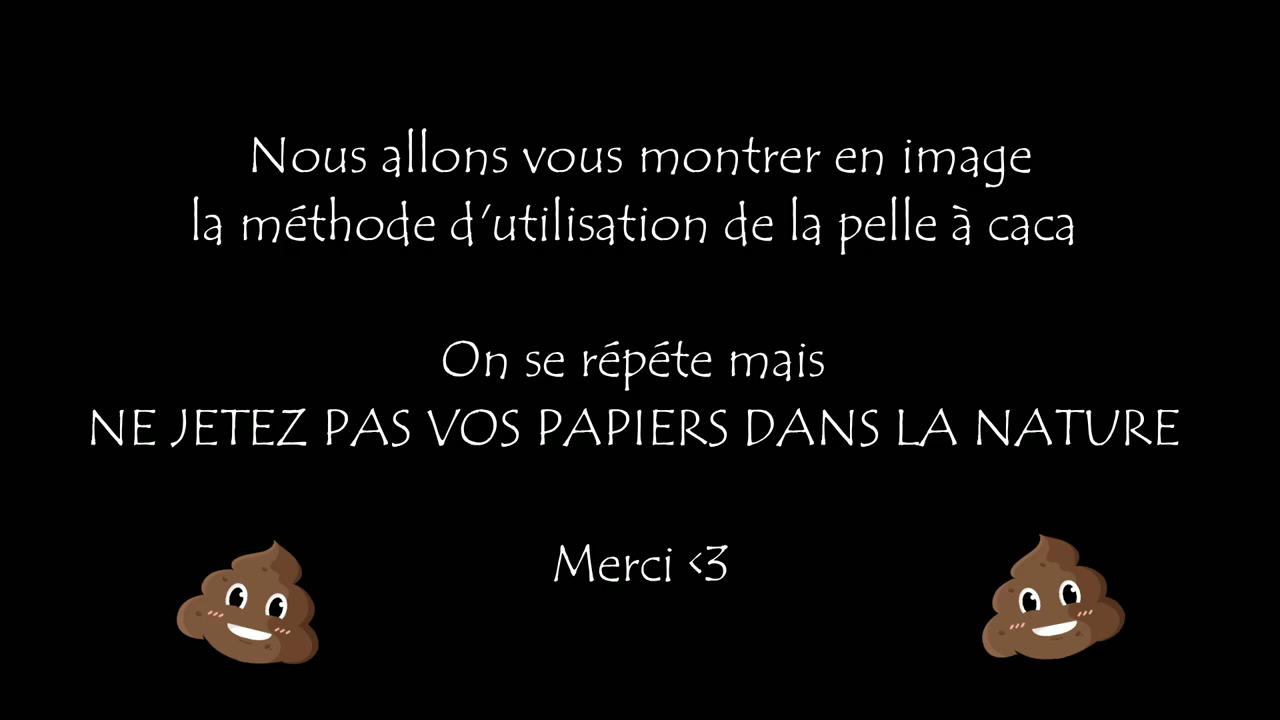 Nous allons vous montrer en image
la méthode d'utilisation de la pelle à caca
On se répéte mais
NE JETEZ PAS VOS PAPIERS DANS LA NATURE
Merci <3